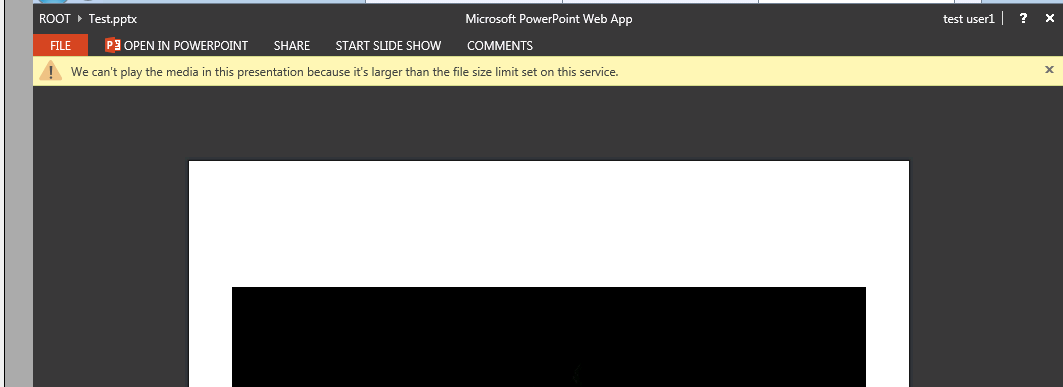 ROOT Test.pptx Microsoft PowerPoint Web App test user1 ? ×
FILE OPEN IN POWERPOINT SHARE START SLIDE SHOW COMMENTS
We can't play the media in this presentation because it's larger than the file size limit set on this service. ×